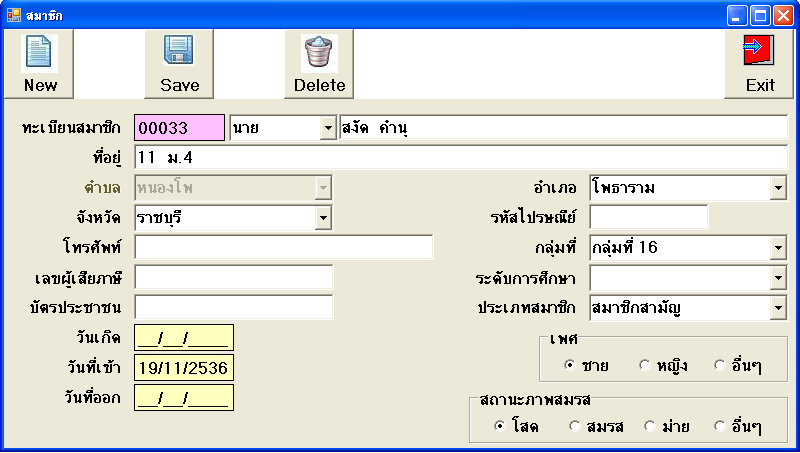 สมาชิก
New Save Delete Exit
ทะเบียนสมาชิก 00033 นาย สงัด คำนุ
ที่อยู่ 11 ม.4
ตำบล หนองโพ อำเภอ โพธาราม
จังหวัด ราชบุรี รหัสไปรษณีย์
โทรศัพท์ กลุ่มที่ กลุ่มที่ 16
เลขผู้เสียภาษี ระดับการศึกษา
บัตรประชาชน ประเภทสมาชิก สมาชิกสามัญ
วันเกิด __/__/____ เพศ
วันที่เข้า 19/11/2536 ชาย หญิง อื่นๆ
วันที่ออก __/__/____ สถานะภาพสมรส
โสด สมรส ม่าย อื่นๆ